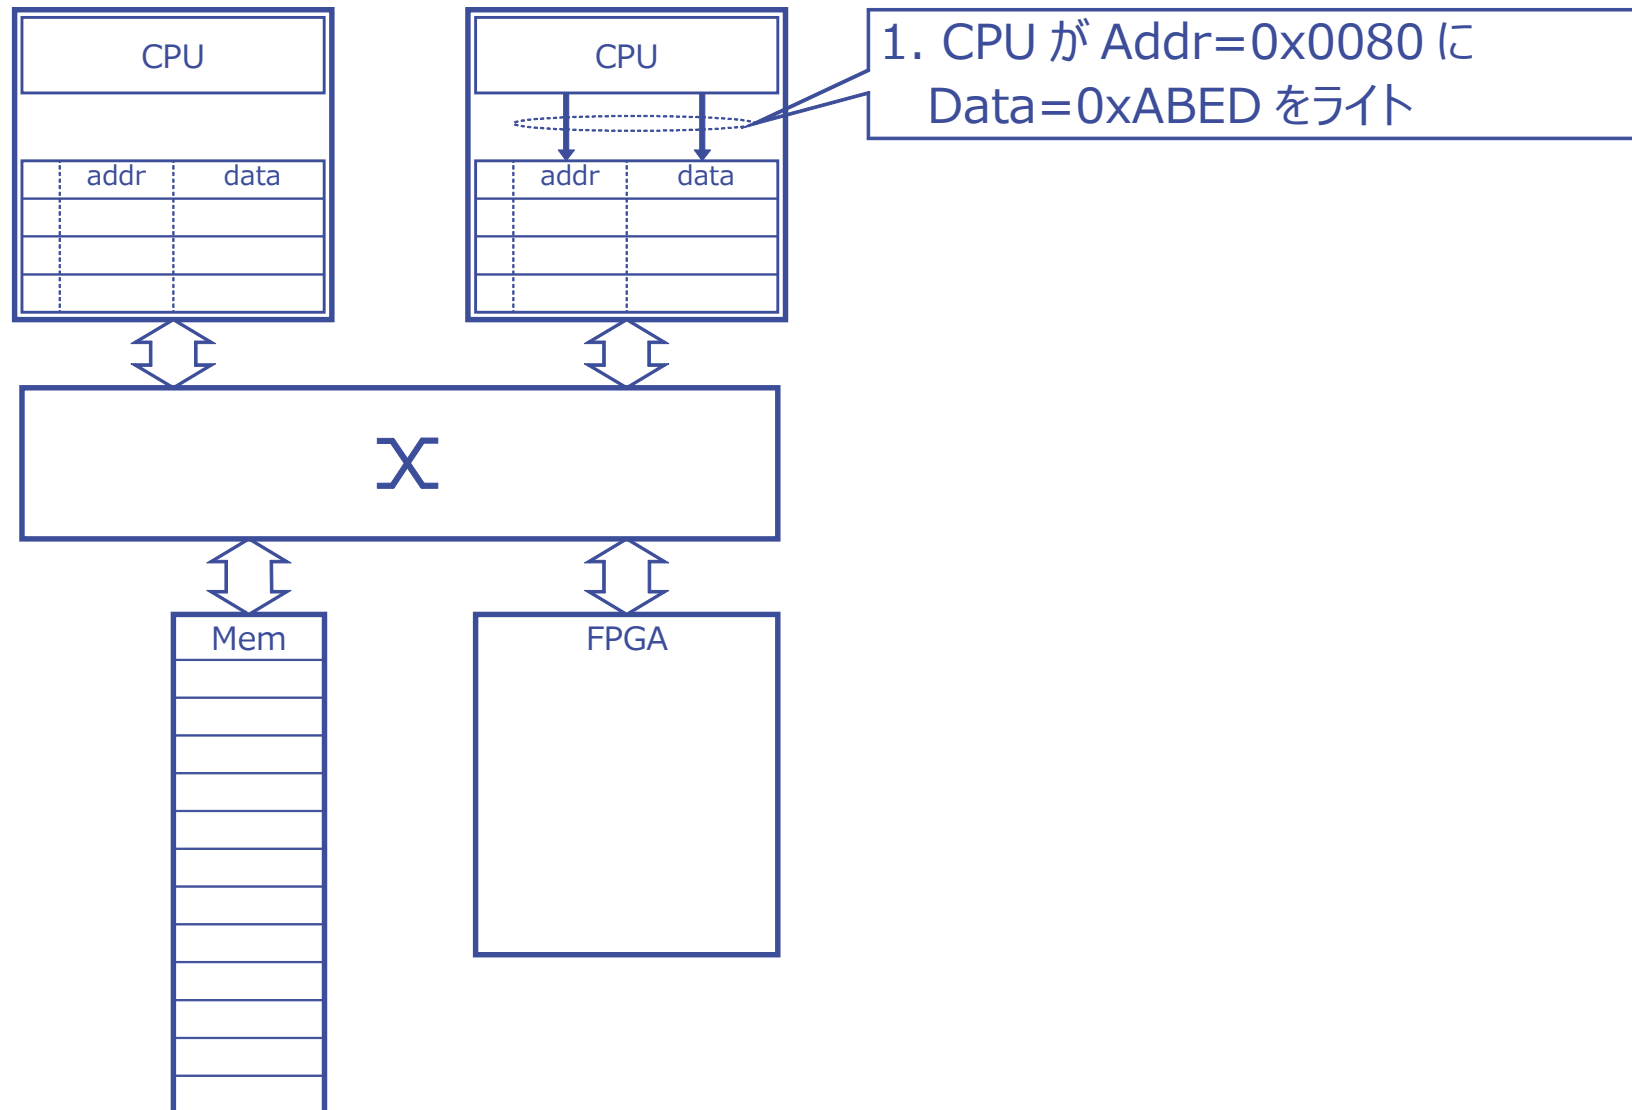 CPU
CPU
1. CPU が Addr=0x0080 に
Data=0xABED をライト
addr data
addr data
Mem
FPGA